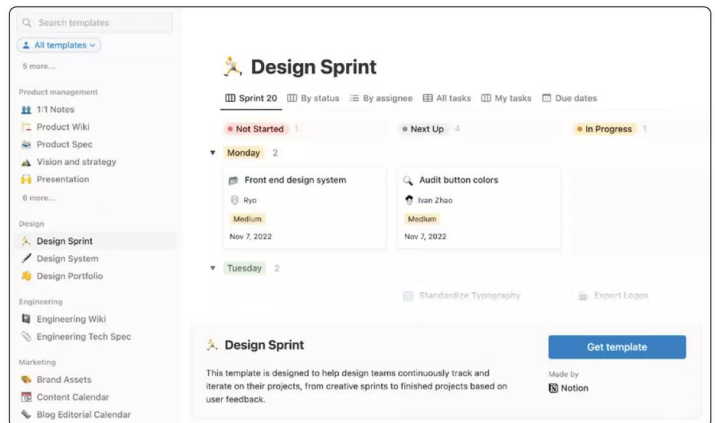 Search templates
All templates
5 more...
Product management
1:1 Notes
Product Wiki
Product Spec
Vision and strategy
Presentation
6 more...
Design
Design Sprint
Design System
Design Portfolio
Engineering
Engineering Wiki
Engineering Tech Spec
Marketing
Brand Assets
Content Calendar
Blog Editorial Calendar
Design Sprint
Sprint 20 By status By assignee All tasks My tasks Due dates
Not Started 1 Next Up 4 In Progress 1
Monday 2
Front end design system
Ryo
Medium
Nov 7, 2022
Audit button colors
Ivan Zhao
Medium
Nov 7, 2022
Tuesday 2
Standardize Typography
Export Logos
Design Sprint
This template is designed to help design teams continuously track and
iterate on their projects, from creative sprints to finished projects based on
user feedback.
Get template
Made by
Notion